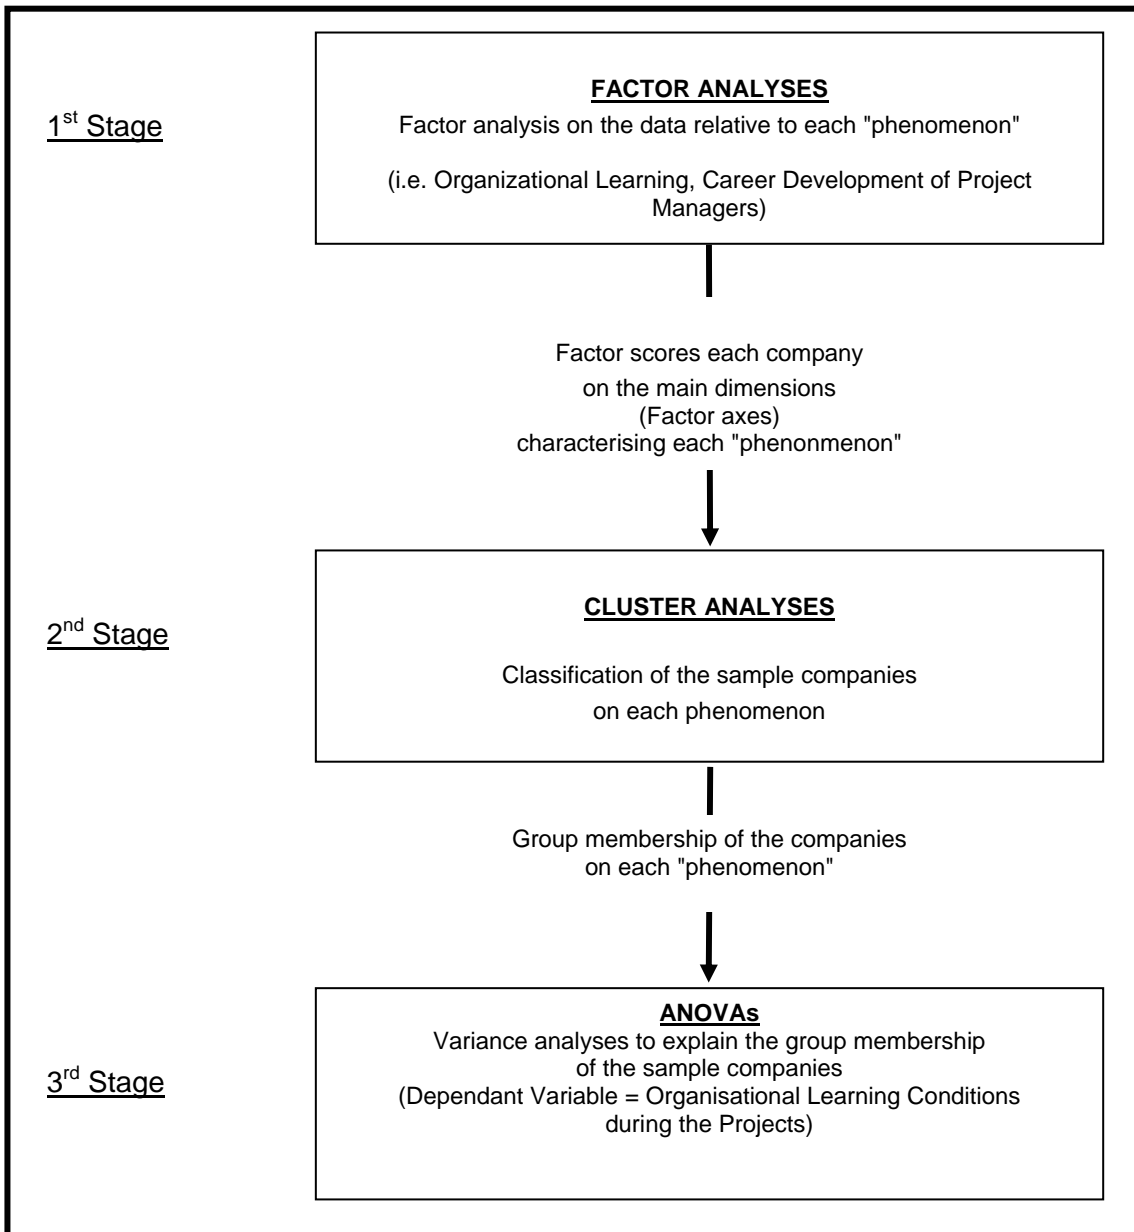 FACTOR ANALYSES
1st Stage
Factor analysis on the data relative to each "phenomenon"
(i.e. Organizational Learning, Career Development of Project
Managers)
Factor scores each company
on the main dimensions
(Factor axes)
characterising each "phenonmenon"
CLUSTER ANALYSES
2nd Stage
Classification of the sample companies
on each phenomenon
Group membership of the companies
on each "phenomenon"
ANOVAs
Variance analyses to explain the group membership
of the sample companies
3rd Stage
(Dependant Variable = Organisational Learning Conditions
during the Projects)